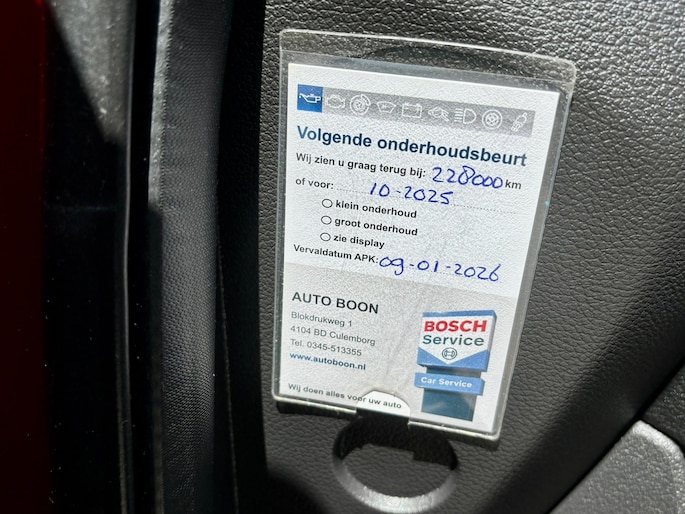 Volgende onderhoudsbeurt
Wij zien u graag terug bij: 228000 km
of voor: 10-2025
klein onderhoud
groot onderhoud
zie display
Vervaldatum APK: 09-01-2026
AUTO BOON
Blokdrukweg 1
4104 BD Culemborg
Tel. 0345-513355
www.autoboon.nl
Wij doen alles voor uw auto
BOSCH
Service
Car Service